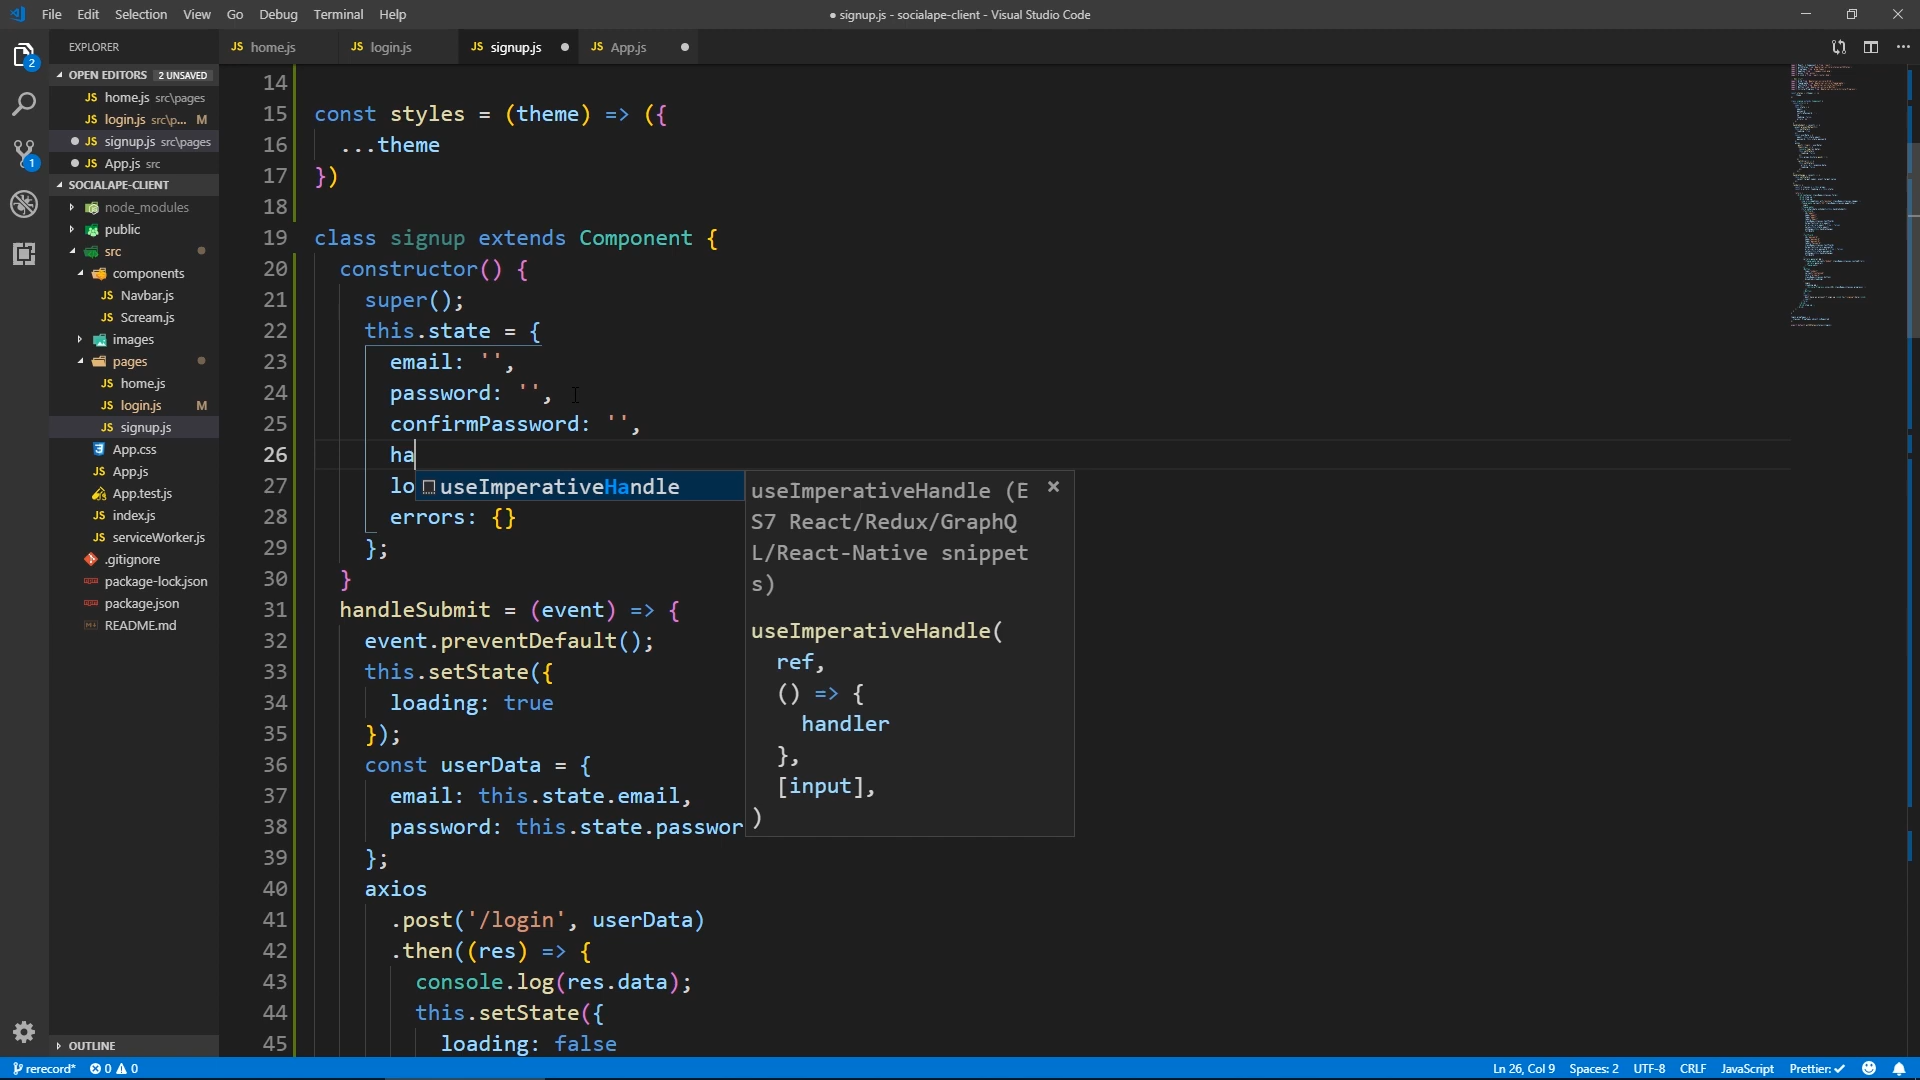 File Edit Selection View Go Debug Terminal Help
● signup.js - socialape-client - Visual Studio Code
EXPLORER
OPEN EDITORS 2 UNSAVED
JS home.js src\pages
JS login.js src\p... M
● JS signup.js src\pages
● JS App.js src
SOCIALAPE-CLIENT
node_modules
public
src
components
JS Navbar.js
JS Scream.js
images
pages
JS home.js
JS login.js M
JS signup.js
App.css
JS App.js
App.test.js
JS index.js
JS serviceWorker.js
.gitignore
package-lock.json
package.json
README.md
OUTLINE
2
1
JS home.js JS login.js JS signup.js ● JS App.js ●
14
15 const styles = (theme) => ({
16 ...theme
17 })
18
19 class signup extends Component {
20 constructor() {
21 super();
22 this.state = {
23 email: '',
24 password: '',
25 confirmPassword: '',
26 ha
27 lo
28 errors: {}
29 };
30 }
31 handleSubmit = (event) => {
32 event.preventDefault();
33 this.setState({
34 loading: true
35 });
36 const userData = {
37 email: this.state.email,
38 password: this.state.passwor
39 };
40 axios
41 .post('/login', userData)
42 .then((res) => {
43 console.log(res.data);
44 this.setState({
45 loading: false
useImperativeHandle
useImperativeHandle (E
S7 React/Redux/GraphQ
L/React-Native snippet
s)
useImperativeHandle(
ref,
() => {
handler
},
[input],
)
rerecord* 0 0 Ln 26, Col 9 Spaces: 2 UTF-8 CRLF JavaScript Prettier: ✓